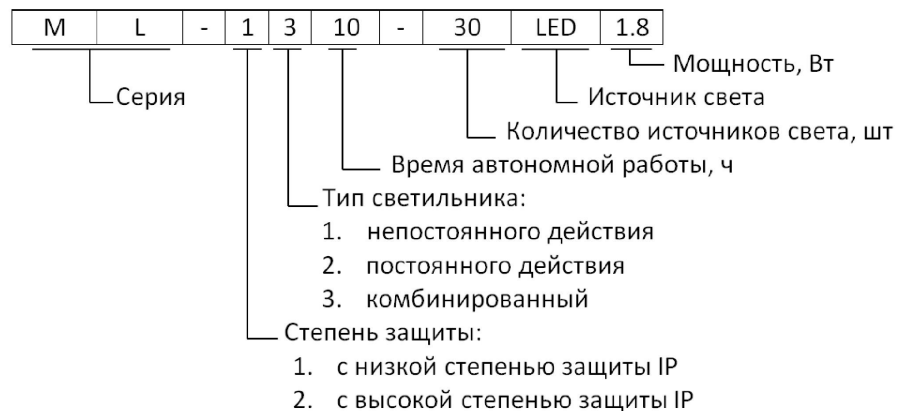 M L - 1 3 10 - 30 LED 1.8
Мощность, Вт
Серия
Источник света
Количество источников света, шт
Время автономной работы, ч
Тип светильника:
1. непостоянного действия
2. постоянного действия
3. комбинированный
Степень защиты:
1. с низкой степенью защиты IP
2. с высокой степенью защиты IP